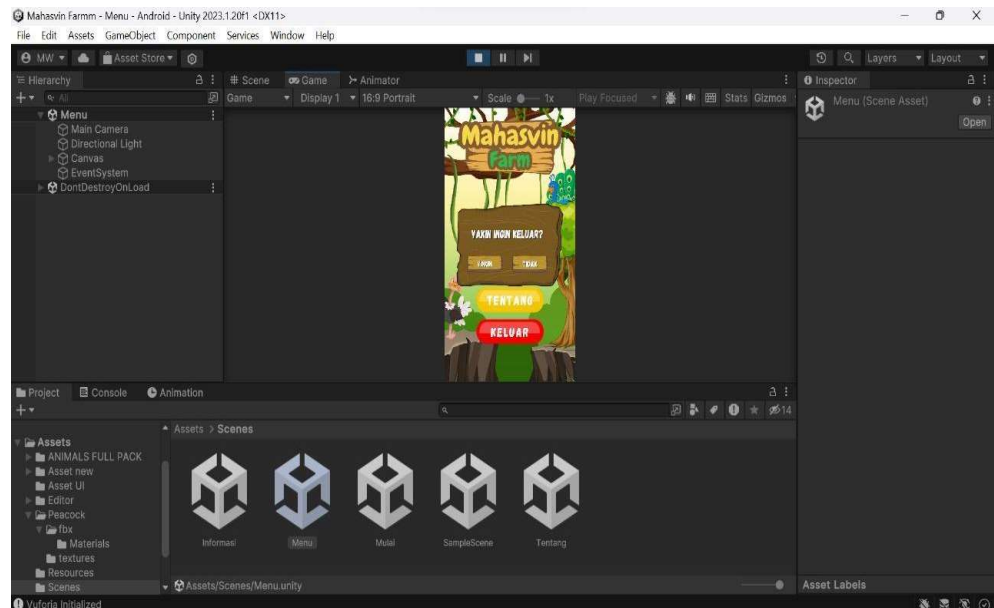 Mahasvin Farmm - Menu - Android - Unity 2023.1.20f1 <DX11>
File Edit Assets GameObject Component Services Window Help
MW Asset Store Layers Layout
Hierarchy
Scene Game Animator
Inspector
All
Game Display 1 16:9 Portrait Scale 1x Play Focused Stats Gizmos
Menu (Scene Asset)
Open
Menu
Main Camera
Directional Light
Canvas
EventSystem
DontDestroyOnLoad
Mahasvin
Farm
YAKIN INGIN KELUAR?
YAKIN TIDAK
TENTANG
KELUAR
Project Console Animation
14
Assets
ANIMALS FULL PACK
Asset new
Asset UI
Editor
Peacock
fbx
Materials
textures
Resources
Scenes
Assets > Scenes
Informasi Menu Mulai SampleScene Tentang
Assets/Scenes/Menu.unity
Asset Labels
Vuforia Initialized